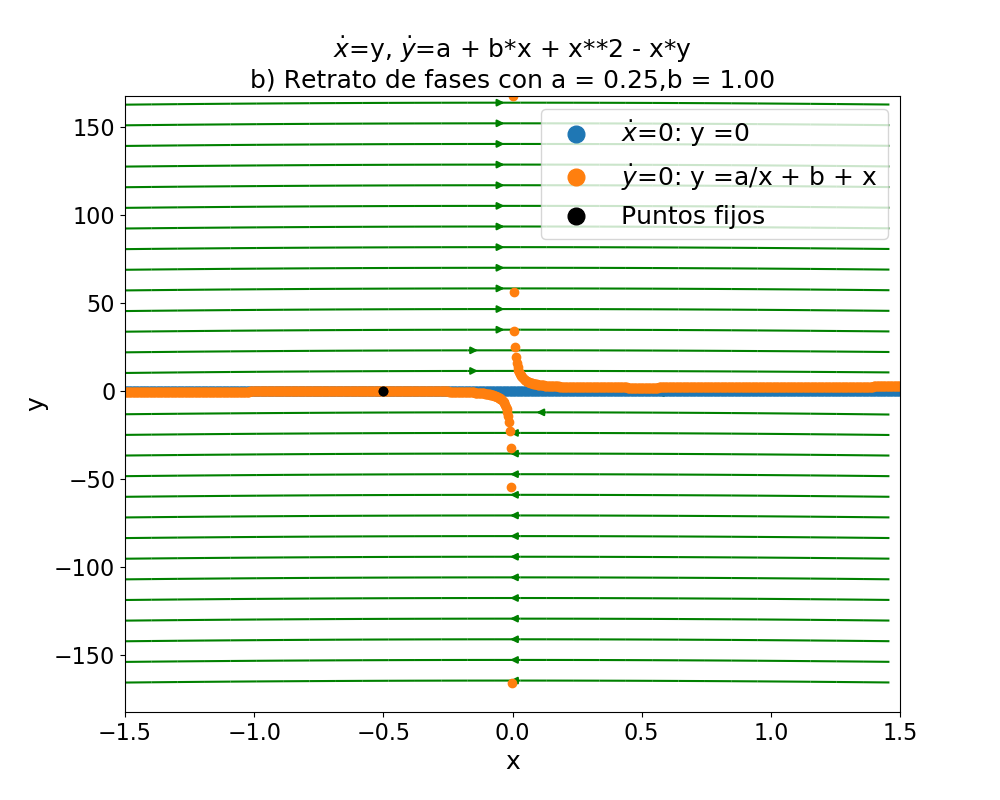 ẋ=y, ẏ=a + b*x + x**2 - x*y
b) Retrato de fases con a = 0.25,b = 1.00
ẋ=0: y =0
ẏ=0: y =a/x + b + x
Puntos fijos
150
100
50
0
−50
−100
−150
y
−1.5 −1.0 −0.5 0.0 0.5 1.0 1.5
x